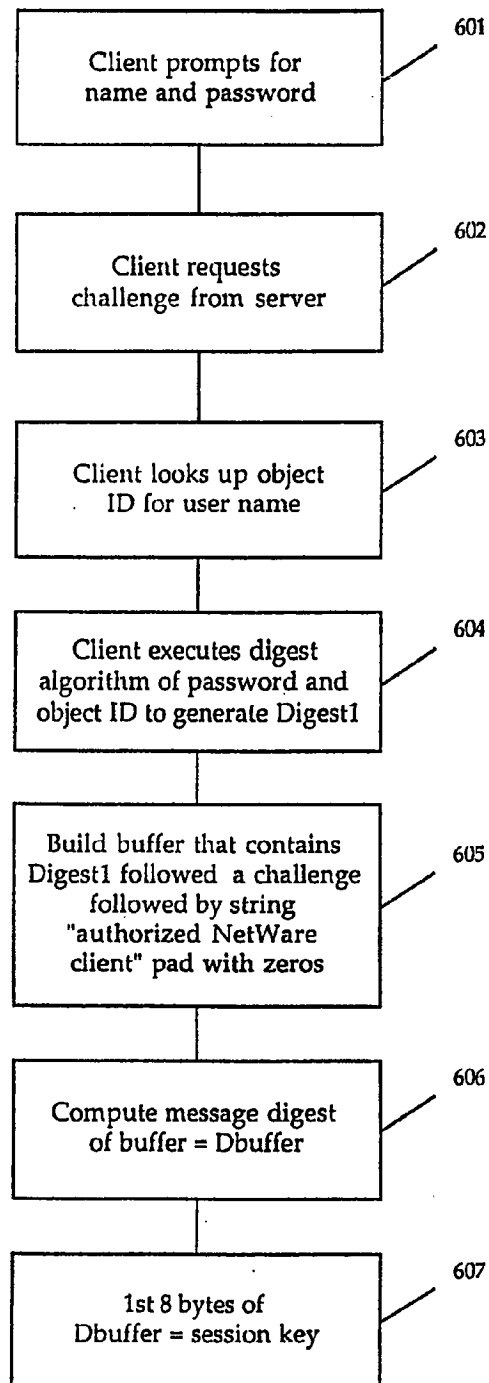 601
Client prompts for
name and password
602
Client requests
challenge from server
603
Client looks up object
ID for user name
604
Client executes digest
algorithm of password and
object ID to generate Digest1
605
Build buffer that contains
Digest1 followed a challenge
followed by string
"authorized NetWare
client" pad with zeros
606
Compute message digest
of buffer = Dbuffer
607
1st 8 bytes of
Dbuffer = session key